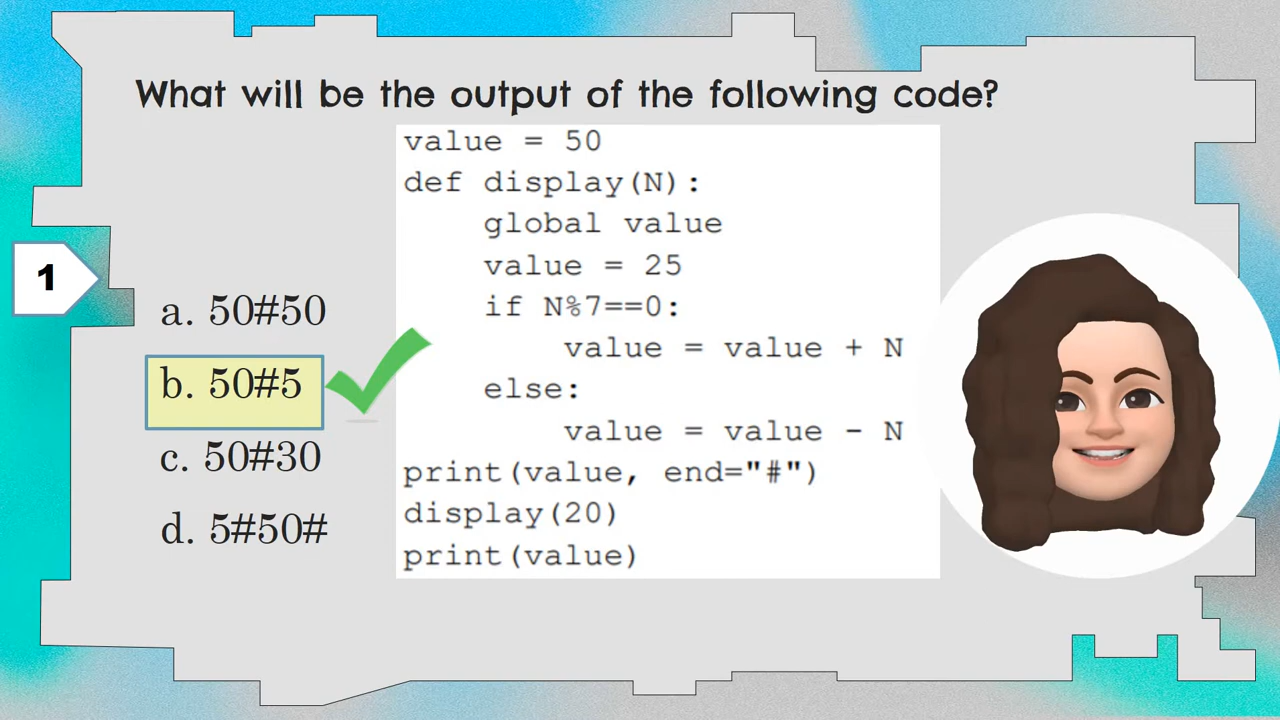 What will be the output of the following code?
value = 50
def display(N):
    global value
    value = 25
    if N%7==0:
        value = value + N
    else:
        value = value - N
print(value, end="#")
display(20)
print(value)
1
a. 50#50
b. 50#5
c. 50#30
d. 5#50#